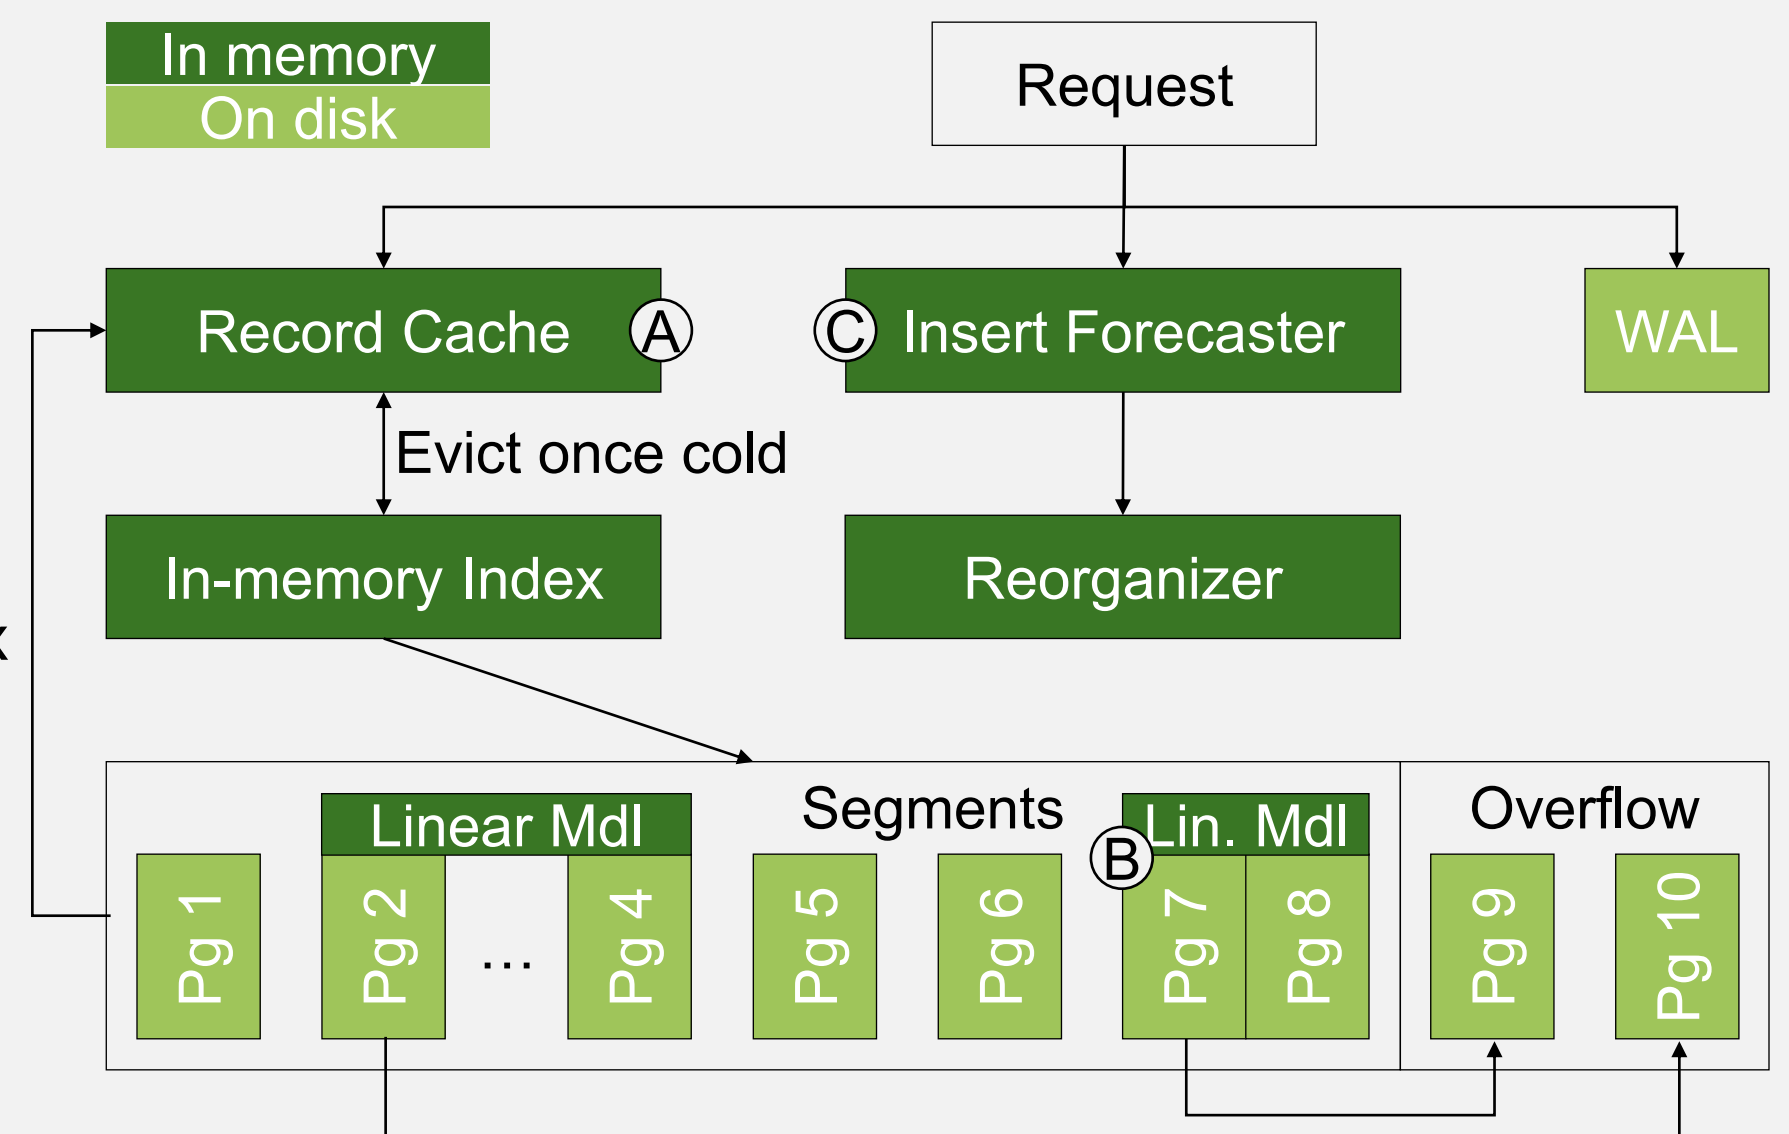 In memory
On disk
Request
Record Cache
A
C
Insert Forecaster
WAL
Evict once cold
In-memory Index
Reorganizer
x
Linear Mdl
Segments
Lin. Mdl
Overflow
B
Pg 1
Pg 2
...
Pg 4
Pg 5
Pg 6
Pg 7
Pg 8
Pg 9
Pg 10